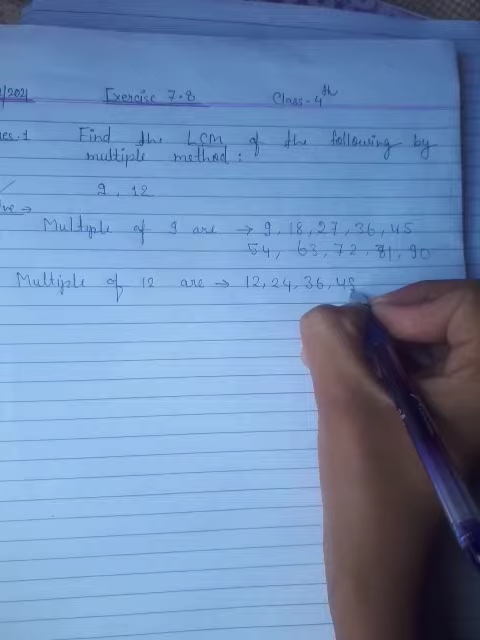 /2021 Exercise 7.8 Class-4th
Find the LCM of the following by
multiple method:
9, 12
Multiple of 9 are → 9, 18, 27, 36, 45
54, 63, 72, 81, 90
Multiple of 12 are → 12, 24, 36, 48